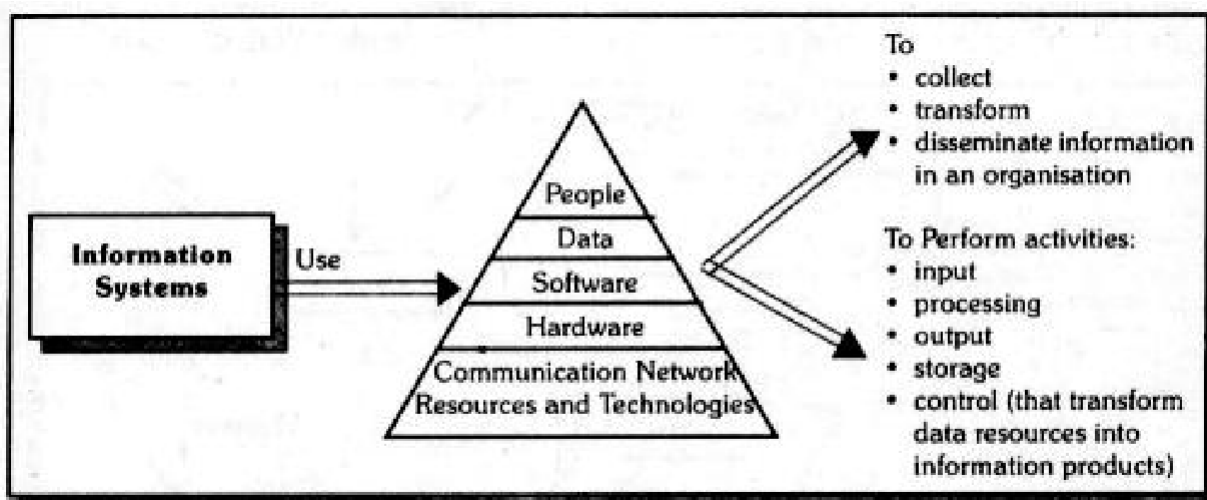 Information
Systems
Use
People
Data
Software
Hardware
Communication Network
Resources and Technologies
To
• collect
• transform
• disseminate information
in an organisation
To Perform activities:
• input
• processing
• output
• storage
• control (that transform
data resources into
information products)